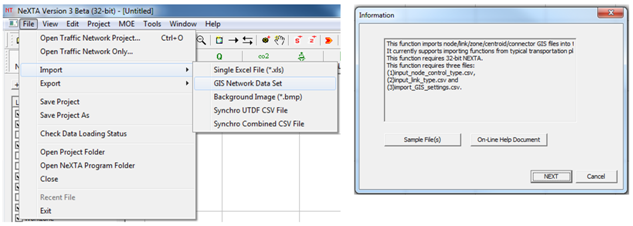 NeXTA Version 3 Beta (32-bit) - [Untitled]
File View Edit Project MOE Tools Window Help
Open Traffic Network Project... Ctrl+O
Open Traffic Network Only...
Import
Export
Save Project
Save Project As
Check Data Loading Status
Open Project Folder
Open NeXTA Program Folder
Close
Recent File
Exit
Q co2
Single Excel File (*.xls)
GIS Network Data Set
Background Image (*.bmp)
Synchro UTDF CSV File
Synchro Combined CSV File
Information
This function imports node/link/zone/centroid/connector GIS files into
It currently supports importing functions from typical transportation pl
This function requires 32-bit NEXTA.
This function requires three files:
(1)input_node_control_type.csv,
(2)input_link_type.csv and
(3)import_GIS_settings.csv.
Sample File(s) On-Line Help Document
NEXT Cancel